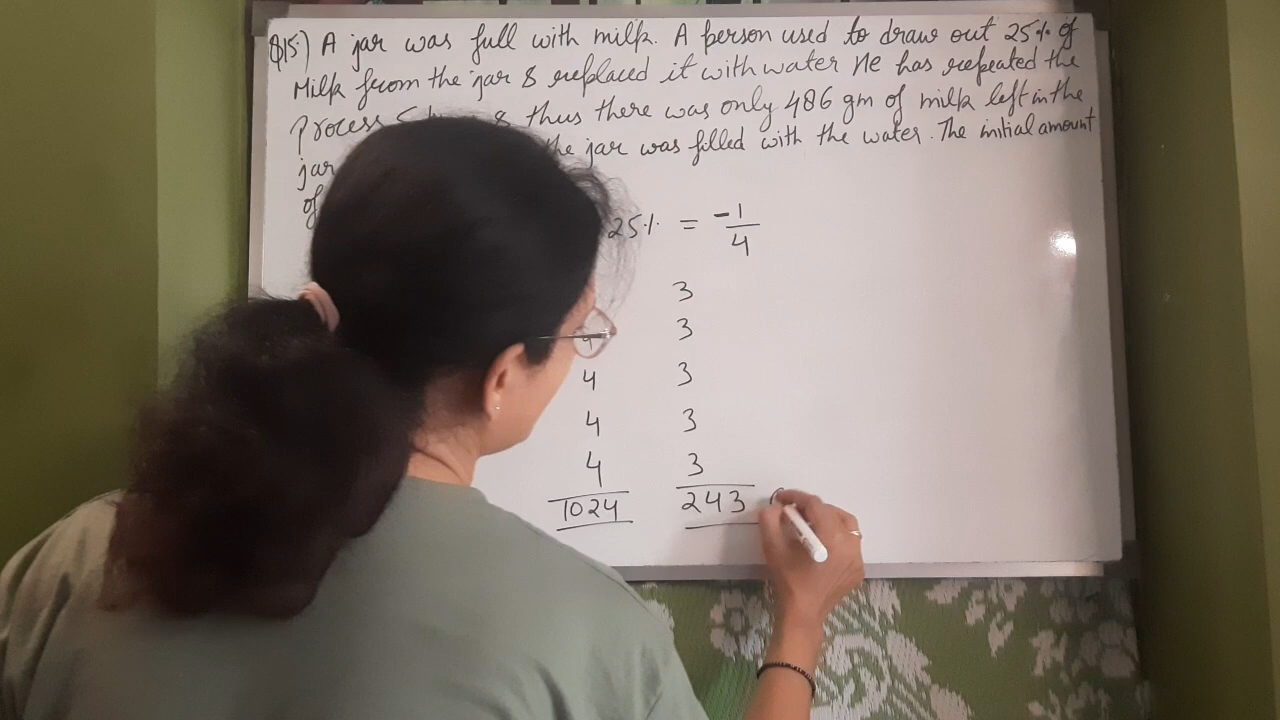 Q15.) A jar was full with milk. A person used to draw out 25% of
Milk from the jar & replaced it with water He has repeated the
Process & thus there was only 486 gm of milk left in the
jar the jar was filled with the water. The initial amount
of
25% = -1/4
3
3
4 3
4 3
4 3
1024 243